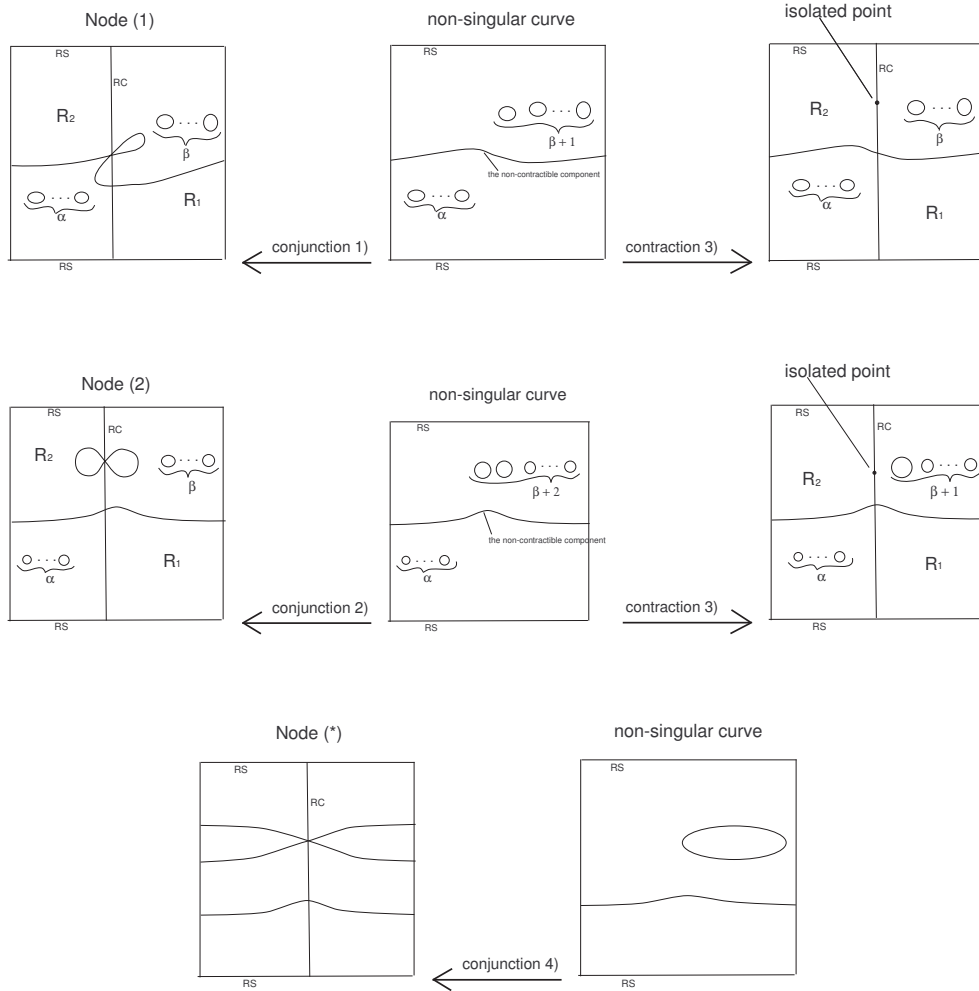 Node (1)
non-singular curve
isolated point
RS
RS
RS
RC
RC
R2
R2
β
β + 1
β
the non-contractible component
α
α
α
R1
R1
conjunction 1)
contraction 3)
RS
RS
RS
Node (2)
non-singular curve
isolated point
RS
RS
RS
RC
RC
R2
R2
β
β + 2
β + 1
the non-contractible component
α
α
α
R1
R1
conjunction 2)
contraction 3)
RS
RS
RS
Node (*)
non-singular curve
RS
RS
RC
conjunction 4)
RS
RS